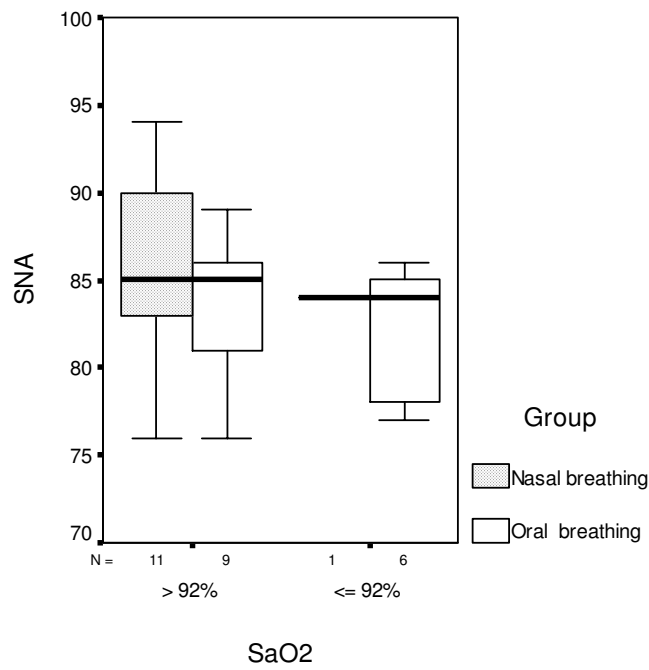 100
95
90
85
80
75
70
SNA
N = 11 9 1 6
> 92% <= 92%
SaO2
Group
Nasal breathing
Oral breathing